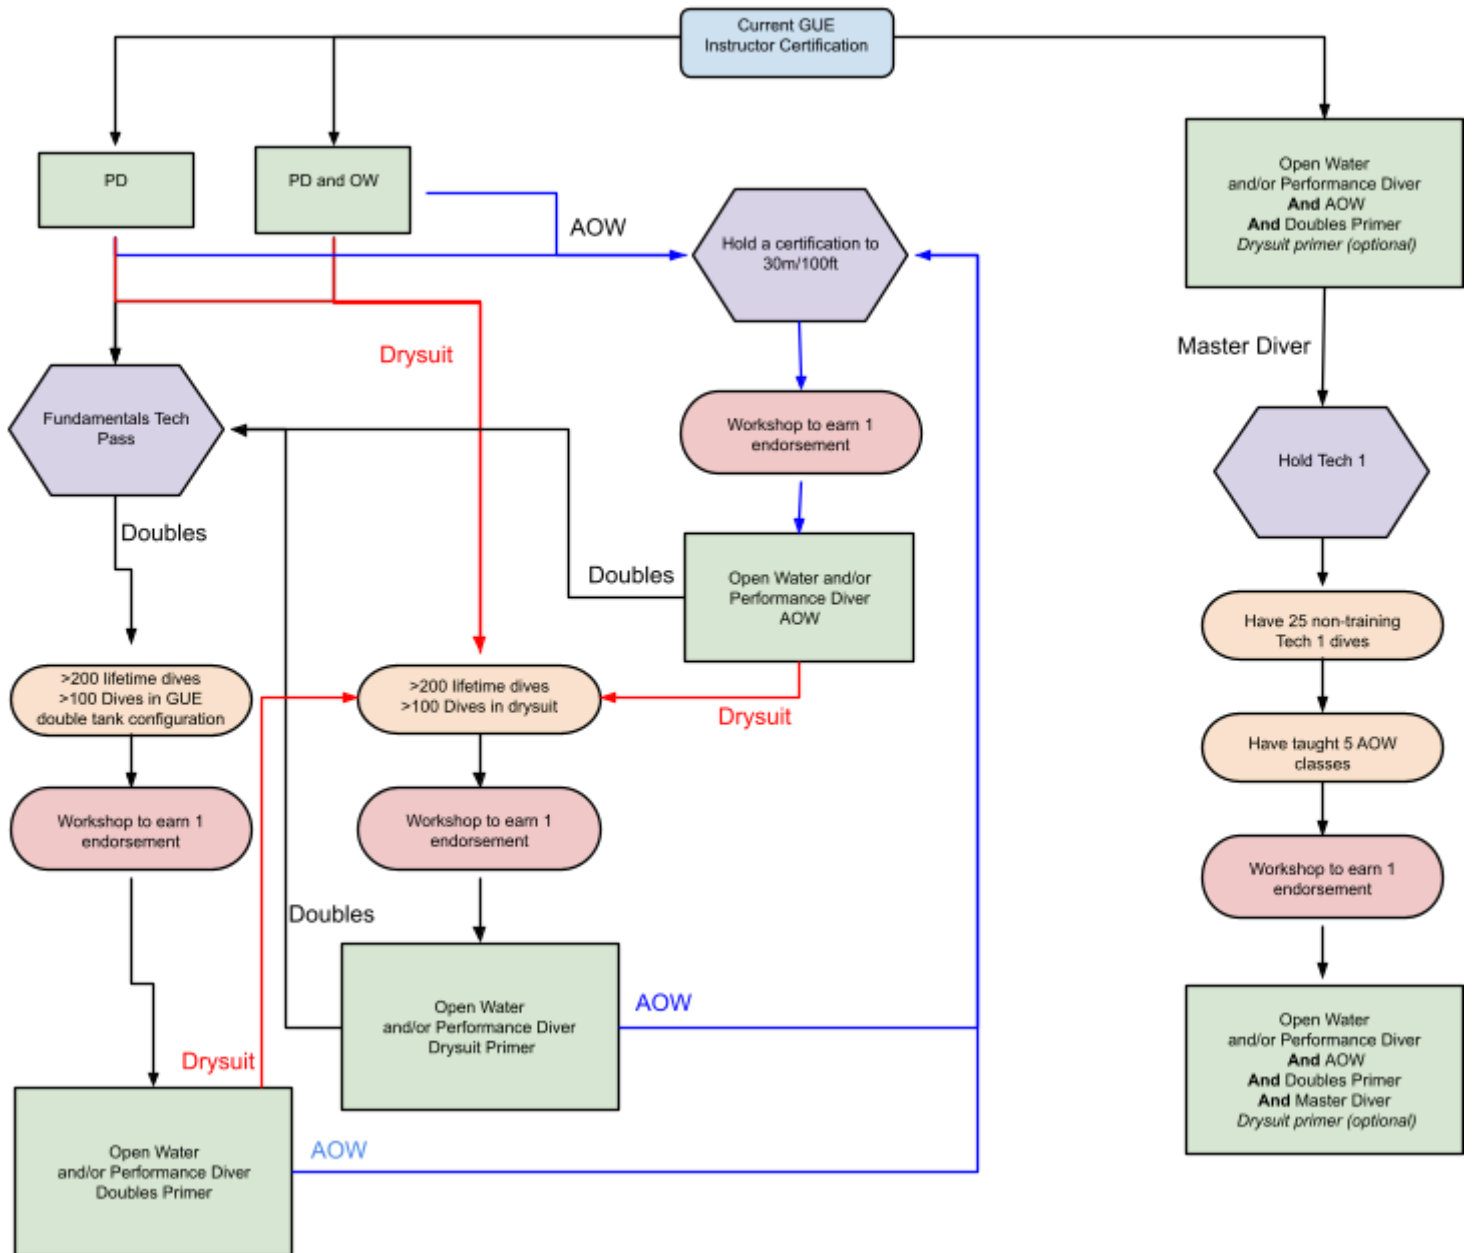 Current GUE
Instructor Certification
PD
PD and OW
AOW
Hold a certification to
30m/100ft
Open Water
and/or Performance Diver
And AOW
And Doubles Primer
Drysuit primer (optional)
Drysuit
Master Diver
Fundamentals Tech
Pass
Workshop to earn 1
endorsement
Hold Tech 1
Doubles
Doubles
Open Water and/or
Performance Diver
AOW
Have 25 non-training
Tech 1 dives
>200 lifetime dives
>100 Dives in GUE
double tank configuration
>200 lifetime dives
>100 Dives in drysuit
Drysuit
Have taught 5 AOW
classes
Workshop to earn 1
endorsement
Workshop to earn 1
endorsement
Workshop to earn 1
endorsement
Doubles
Open Water
and/or Performance Diver
Drysuit Primer
AOW
Open Water
and/or Performance Diver
And AOW
And Doubles Primer
And Master Diver
Drysuit primer (optional)
Drysuit
AOW
Open Water
and/or Performance Diver
Doubles Primer